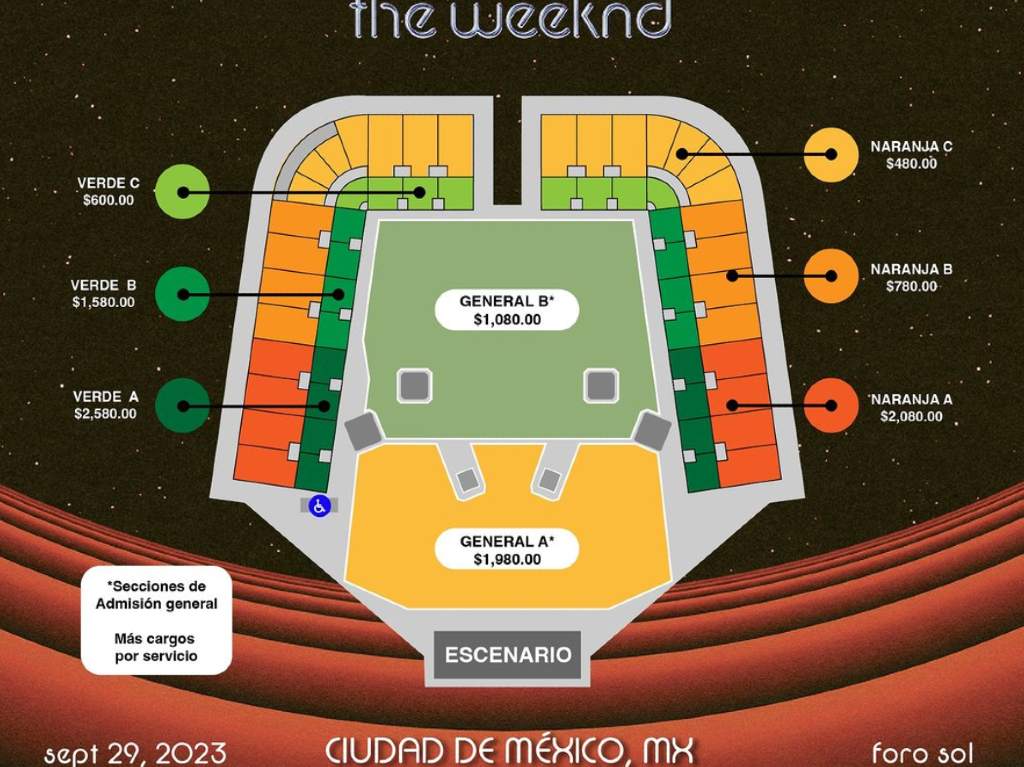 the weeknd
NARANJA C
$480.00
VERDE C
$600.00
NARANJA B
$780.00
VERDE B
$1,580.00
GENERAL B*
$1,080.00
VERDE A
$2,580.00
NARANJA A
$2,080.00
GENERAL A*
$1,980.00
*Secciones de
Admisión general
Más cargos
por servicio
ESCENARIO
sept 29, 2023
CIUDAD DE MÉXICO, MX
foro sol